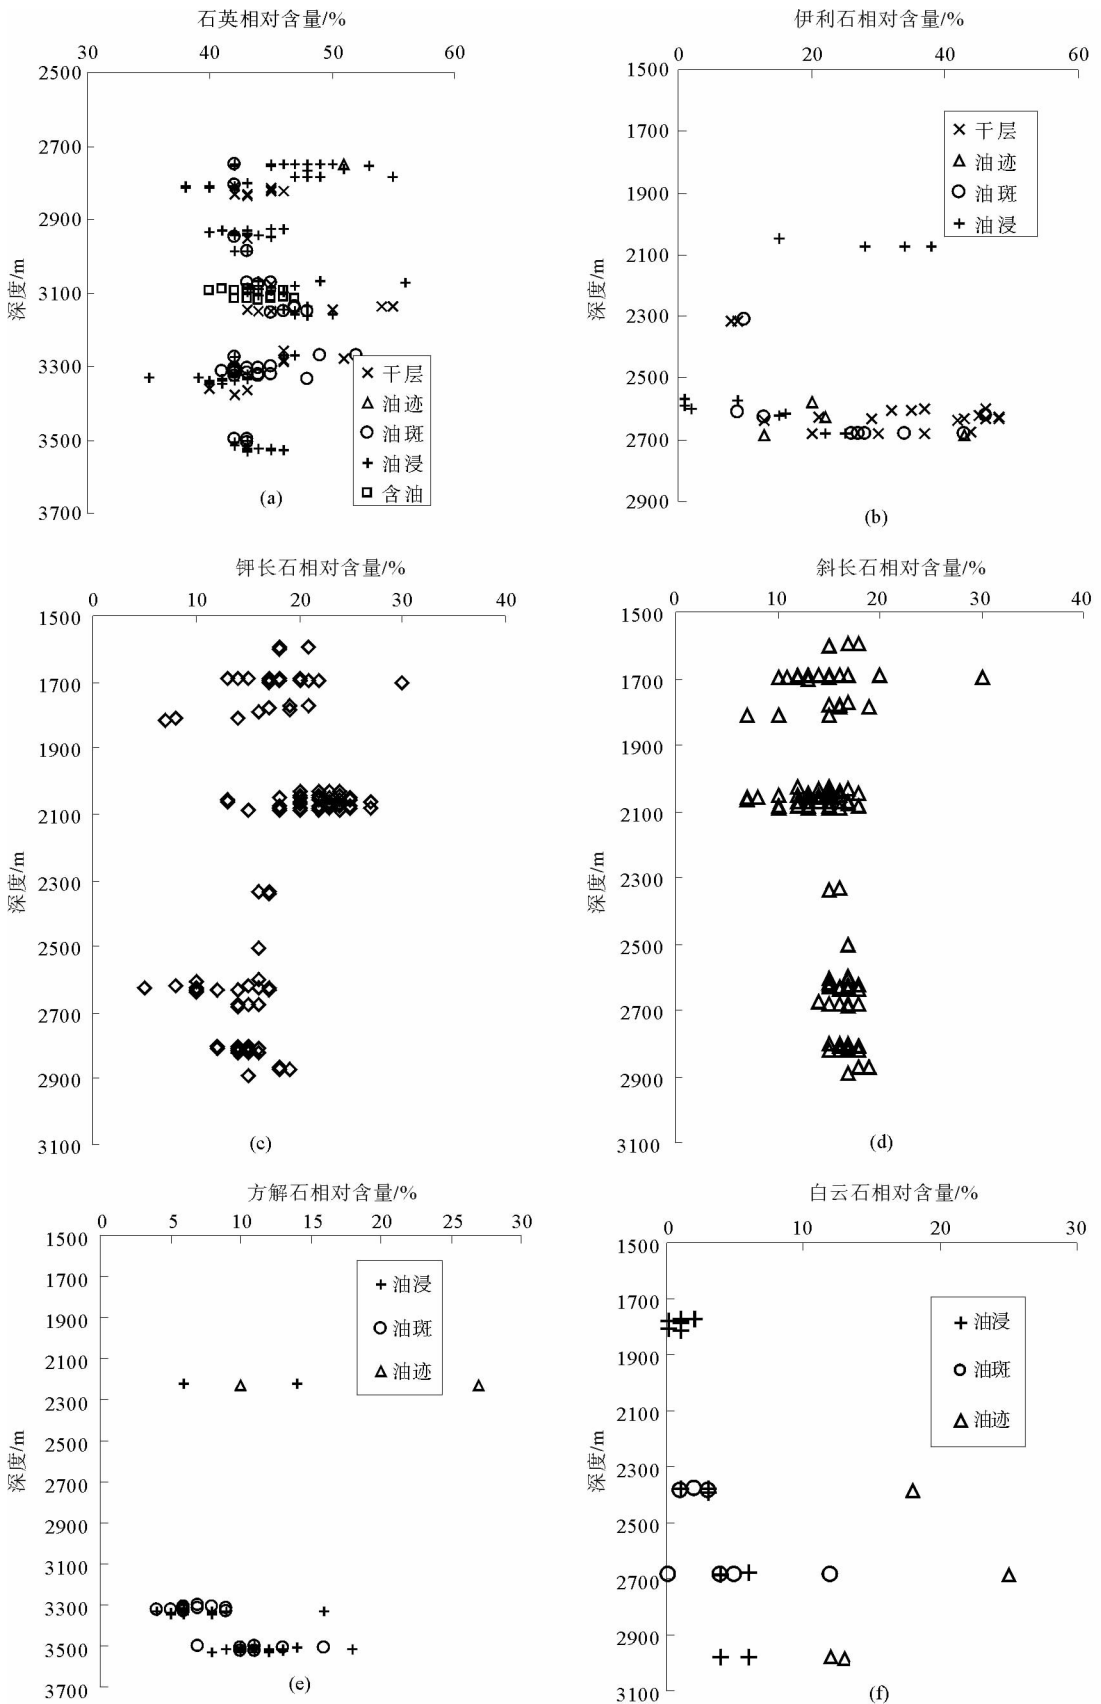 石英相对含量/%
30 40 50 60
2500
2700
2900
3100
3300
3500
3700
深度/m
干层
油迹
油斑
油浸
含油
(a)
伊利石相对含量/%
0 20 40 60
1500
1700
1900
2100
2300
2500
2700
2900
深度/m
干层
油迹
油斑
油浸
(b)
钾长石相对含量/%
0 10 20 30 40
1500
1700
1900
2100
2300
2500
2700
2900
3100
深度/m
(c)
斜长石相对含量/%
0 10 20 30 40
1500
1700
1900
2100
2300
2500
2700
2900
3100
深度/m
(d)
方解石相对含量/%
0 5 10 15 20 25 30
1500
1700
1900
2100
2300
2500
2700
2900
3100
3300
3500
3700
深度/m
油浸
油斑
油迹
(e)
白云石相对含量/%
0 10 20 30
1500
1700
1900
2100
2300
2500
2700
2900
3100
深度/m
油浸
油斑
油迹
(f)